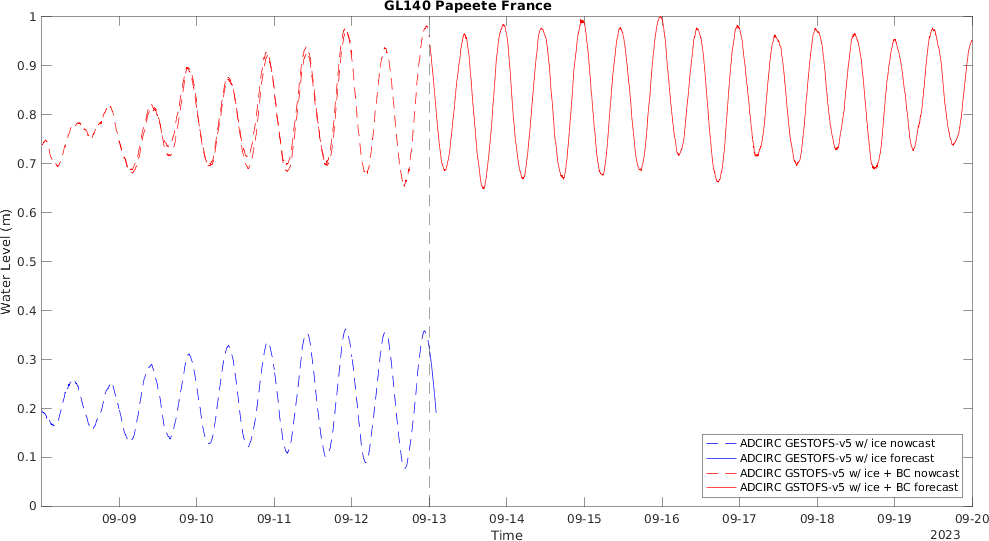 GL140 Papeete France
Water Level (m)
1
0.9
0.8
0.7
0.6
0.5
0.4
0.3
0.2
0.1
0
ADCIRC GESTOFS-v5 w/ ice nowcast
ADCIRC GESTOFS-v5 w/ ice forecast
ADCIRC GSTOFS-v5 w/ ice + BC nowcast
ADCIRC GSTOFS-v5 w/ ice + BC forecast
09-09 09-10 09-11 09-12 09-13 09-14 09-15 09-16 09-17 09-18 09-19 09-20
Time
2023